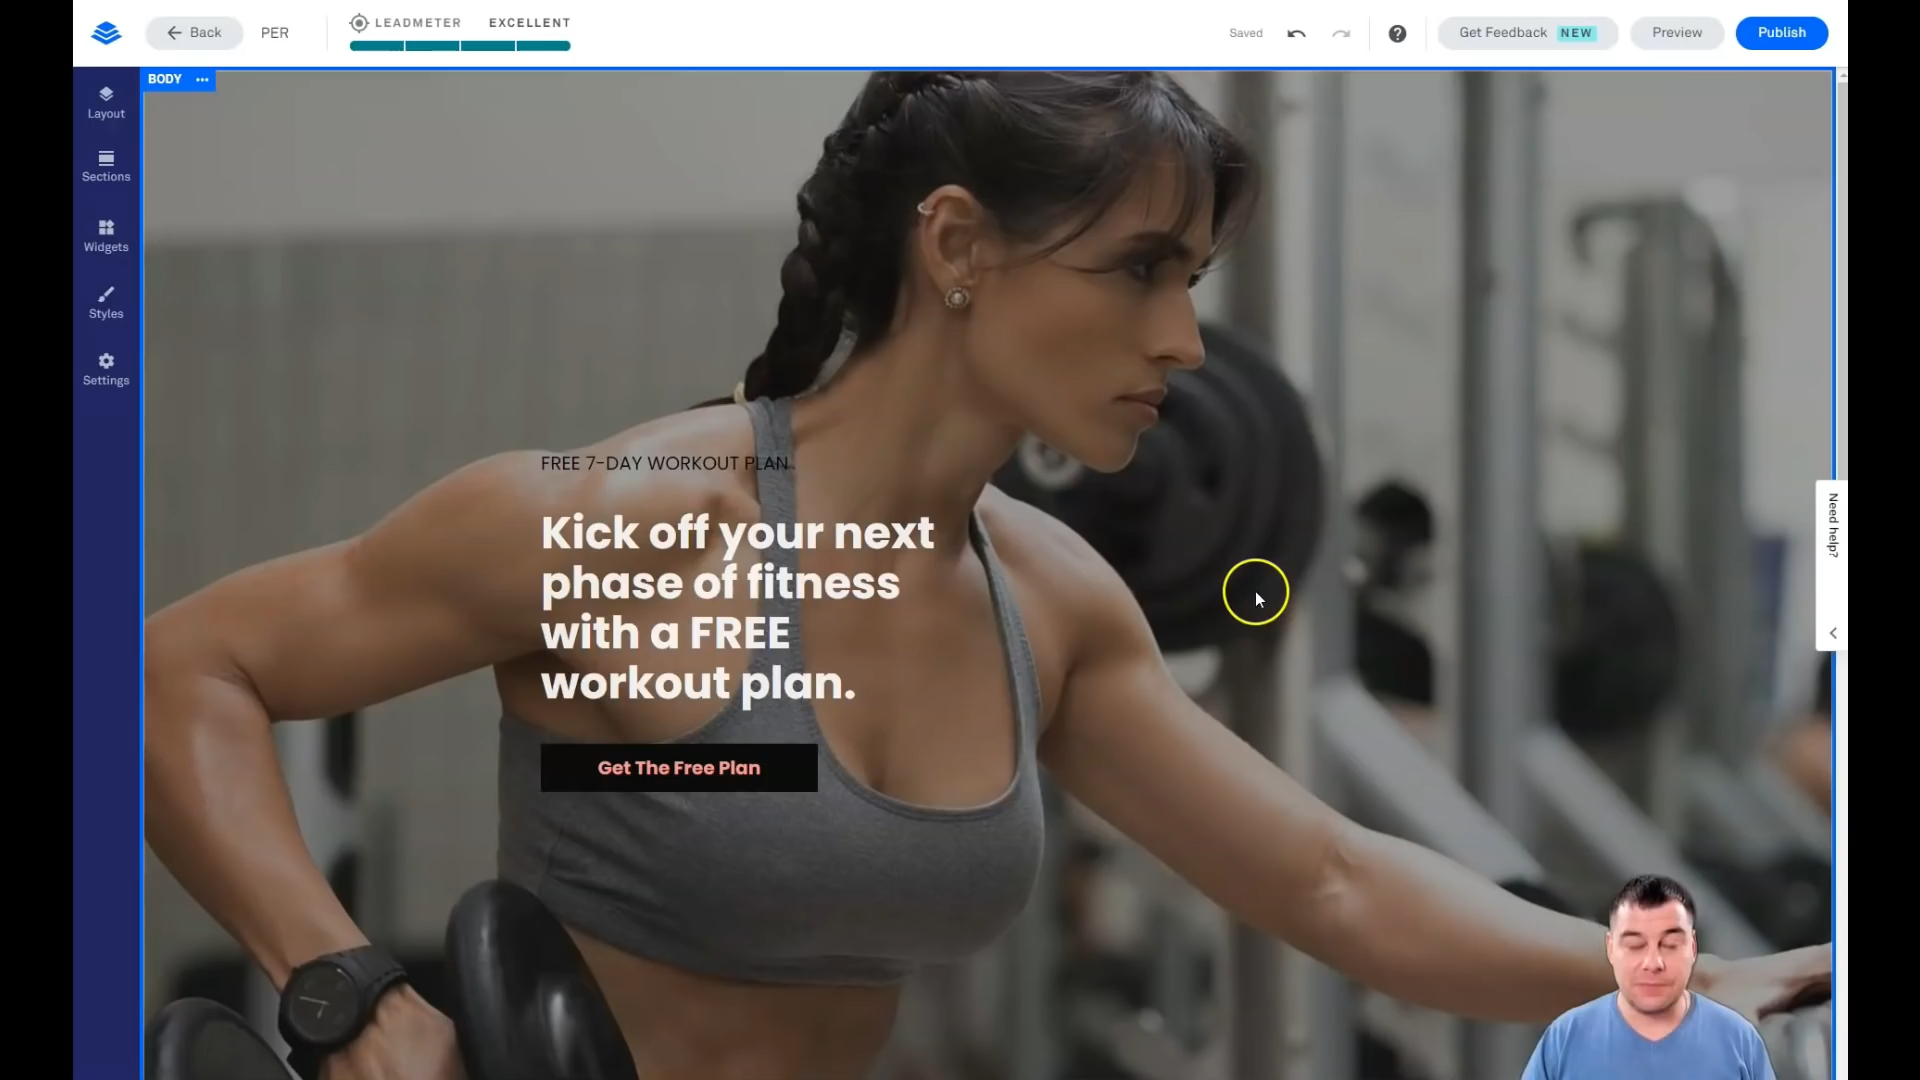 Back
PER
LEADMETER EXCELLENT
Saved
Get Feedback NEW
Preview
Publish
BODY
Layout
Sections
Widgets
Styles
Settings
FREE 7-DAY WORKOUT PLAN
Kick off your next
phase of fitness
with a FREE
workout plan.
Get The Free Plan
Need help?